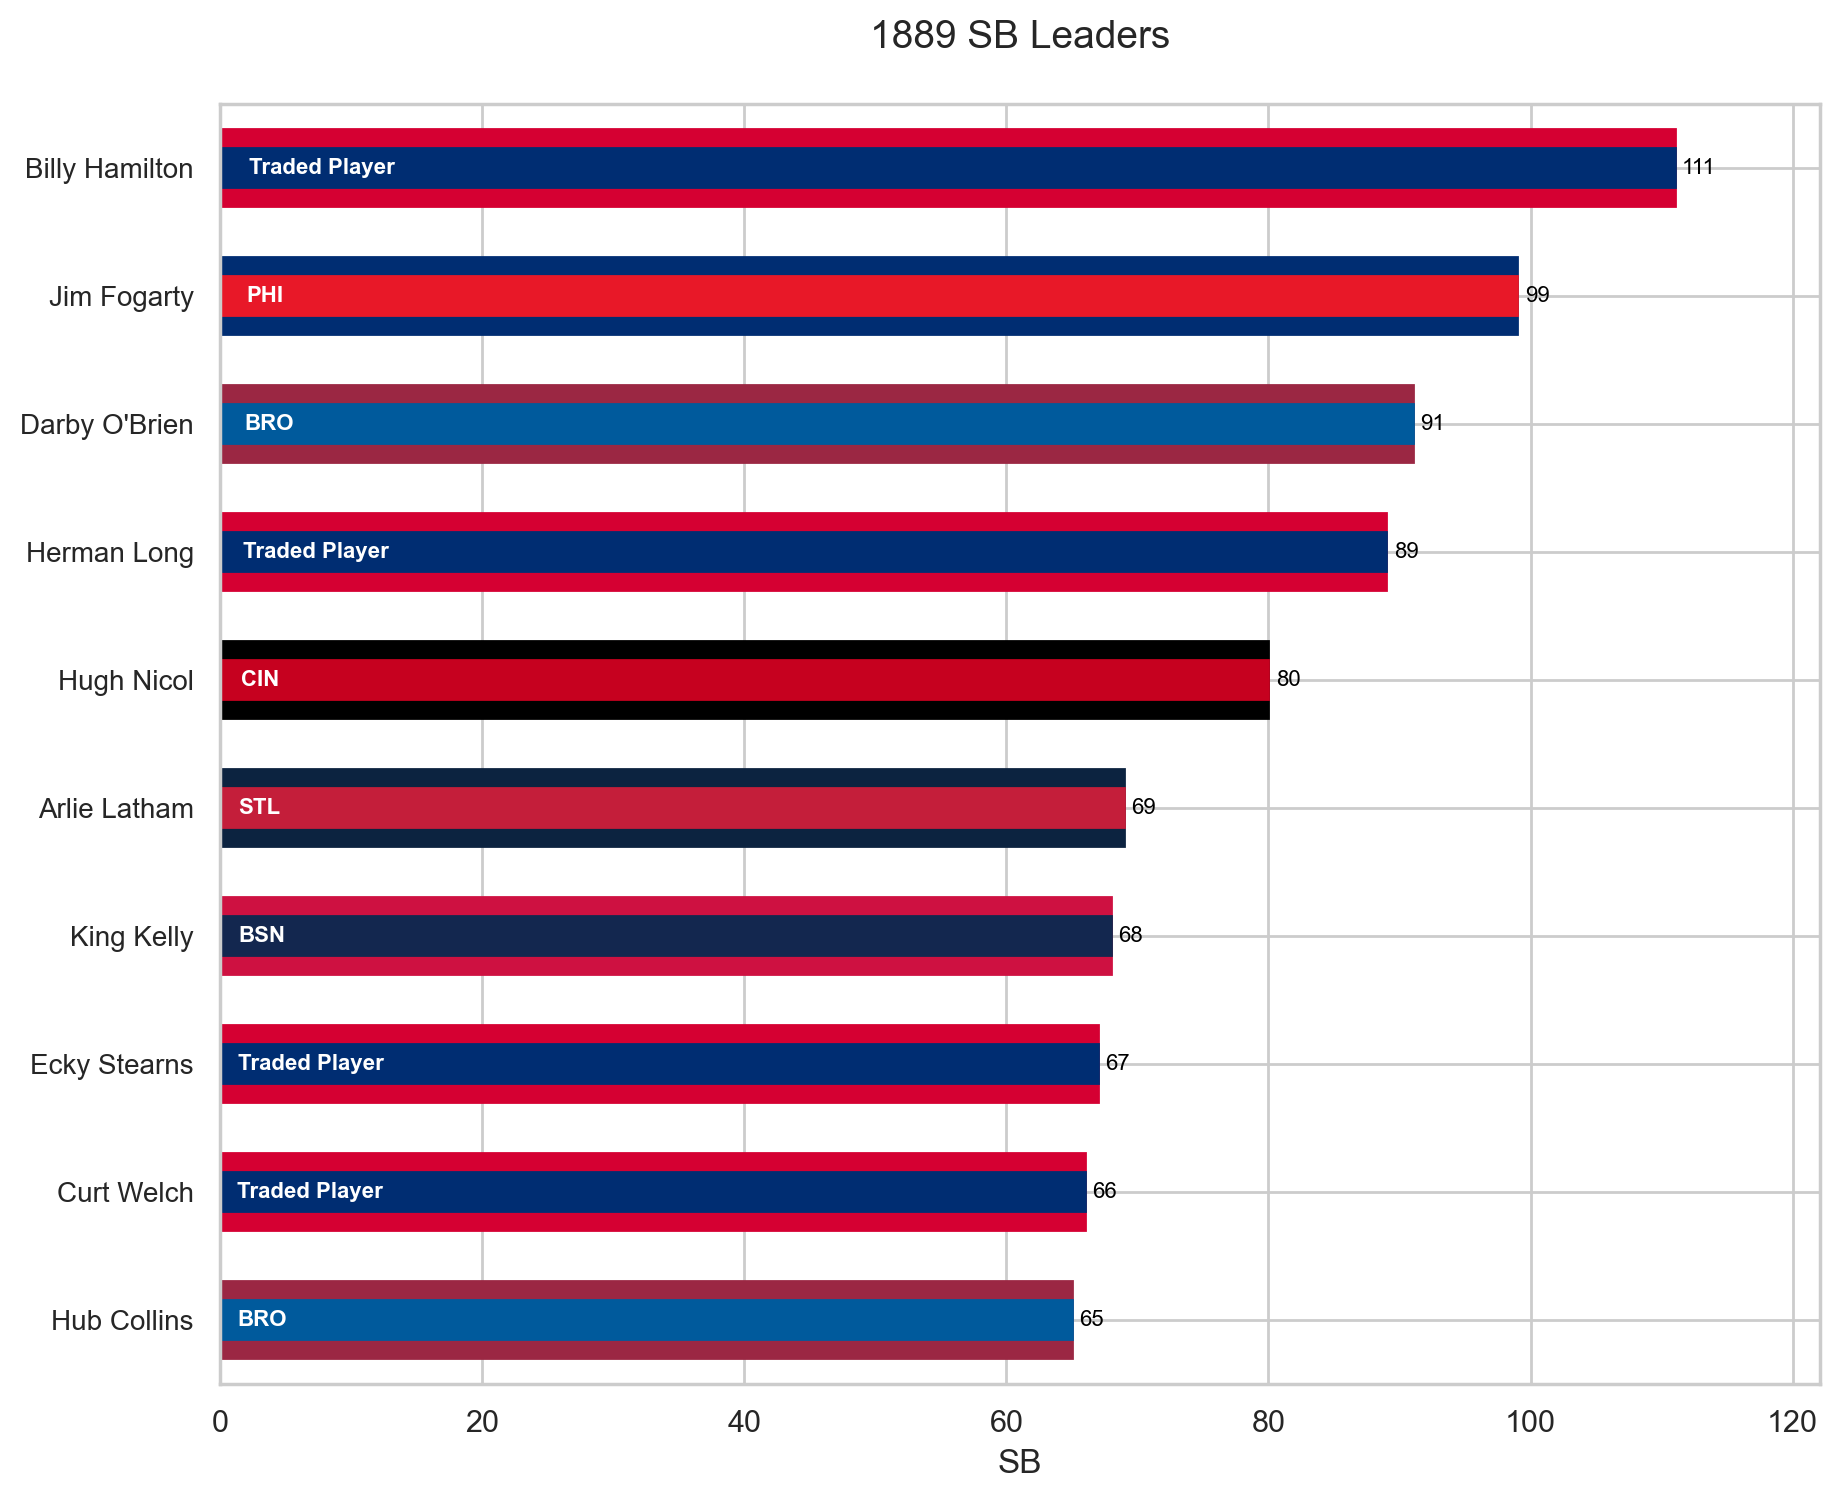 1889 SB Leaders
Billy Hamilton
Traded Player
111
Jim Fogarty
PHI
99
Darby O'Brien
BRO
91
Herman Long
Traded Player
89
Hugh Nicol
CIN
80
Arlie Latham
STL
69
King Kelly
BSN
68
Ecky Stearns
Traded Player
67
Curt Welch
Traded Player
66
Hub Collins
BRO
65
0 20 40 60 80 100 120
SB